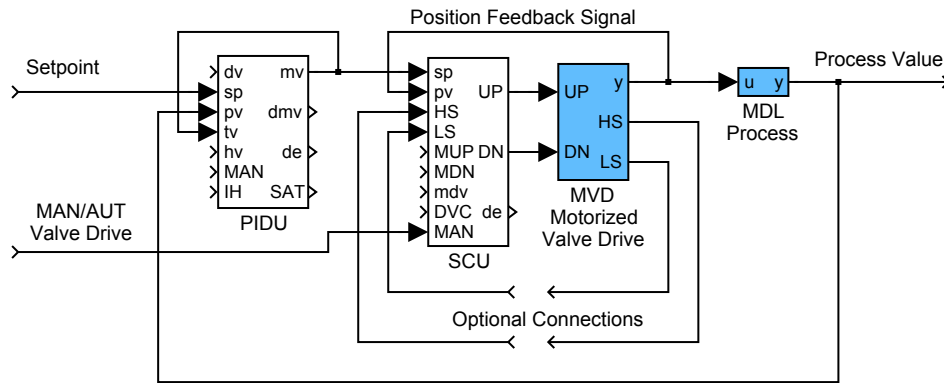 Position Feedback Signal
Setpoint
Process Value
dv mv
sp
pv dmv
tv
hv de
MAN
IH SAT
PIDU
sp
pv UP
HS
LS
MUP DN
MDN
mdv
DVC de
MAN
SCU
UP y
HS
DN
LS
MVD
Motorized
Valve Drive
u y
MDL
Process
MAN/AUT
Valve Drive
Optional Connections